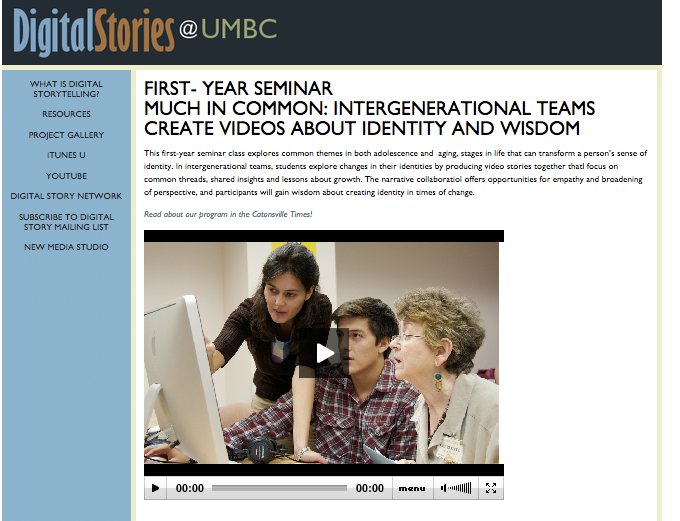 DigitalStories @ UMBC
WHAT IS DIGITAL
STORYTELLING?
RESOURCES
PROJECT GALLERY
iTUNES U
YOUTUBE
DIGITAL STORY NETWORK
SUBSCRIBE TO DIGITAL
STORY MAILING LIST
NEW MEDIA STUDIO
FIRST- YEAR SEMINAR
MUCH IN COMMON: INTERGENERATIONAL TEAMS
CREATE VIDEOS ABOUT IDENTITY AND WISDOM
This first-year seminar class explores common themes in both adolescence and aging, stages in life that can transform a person's sense of
identity. In intergenerational teams, students explore changes in their identities by producing video stories together thatl focus on
common threads, shared insights and lessons about growth. The narrative collaboratiol offers opportunities for empathy and broadening
of perspective, and participants will gain wisdom about creating identity in times of change.
Read about our program in the Catonsville Times!
00:00 00:00 menu